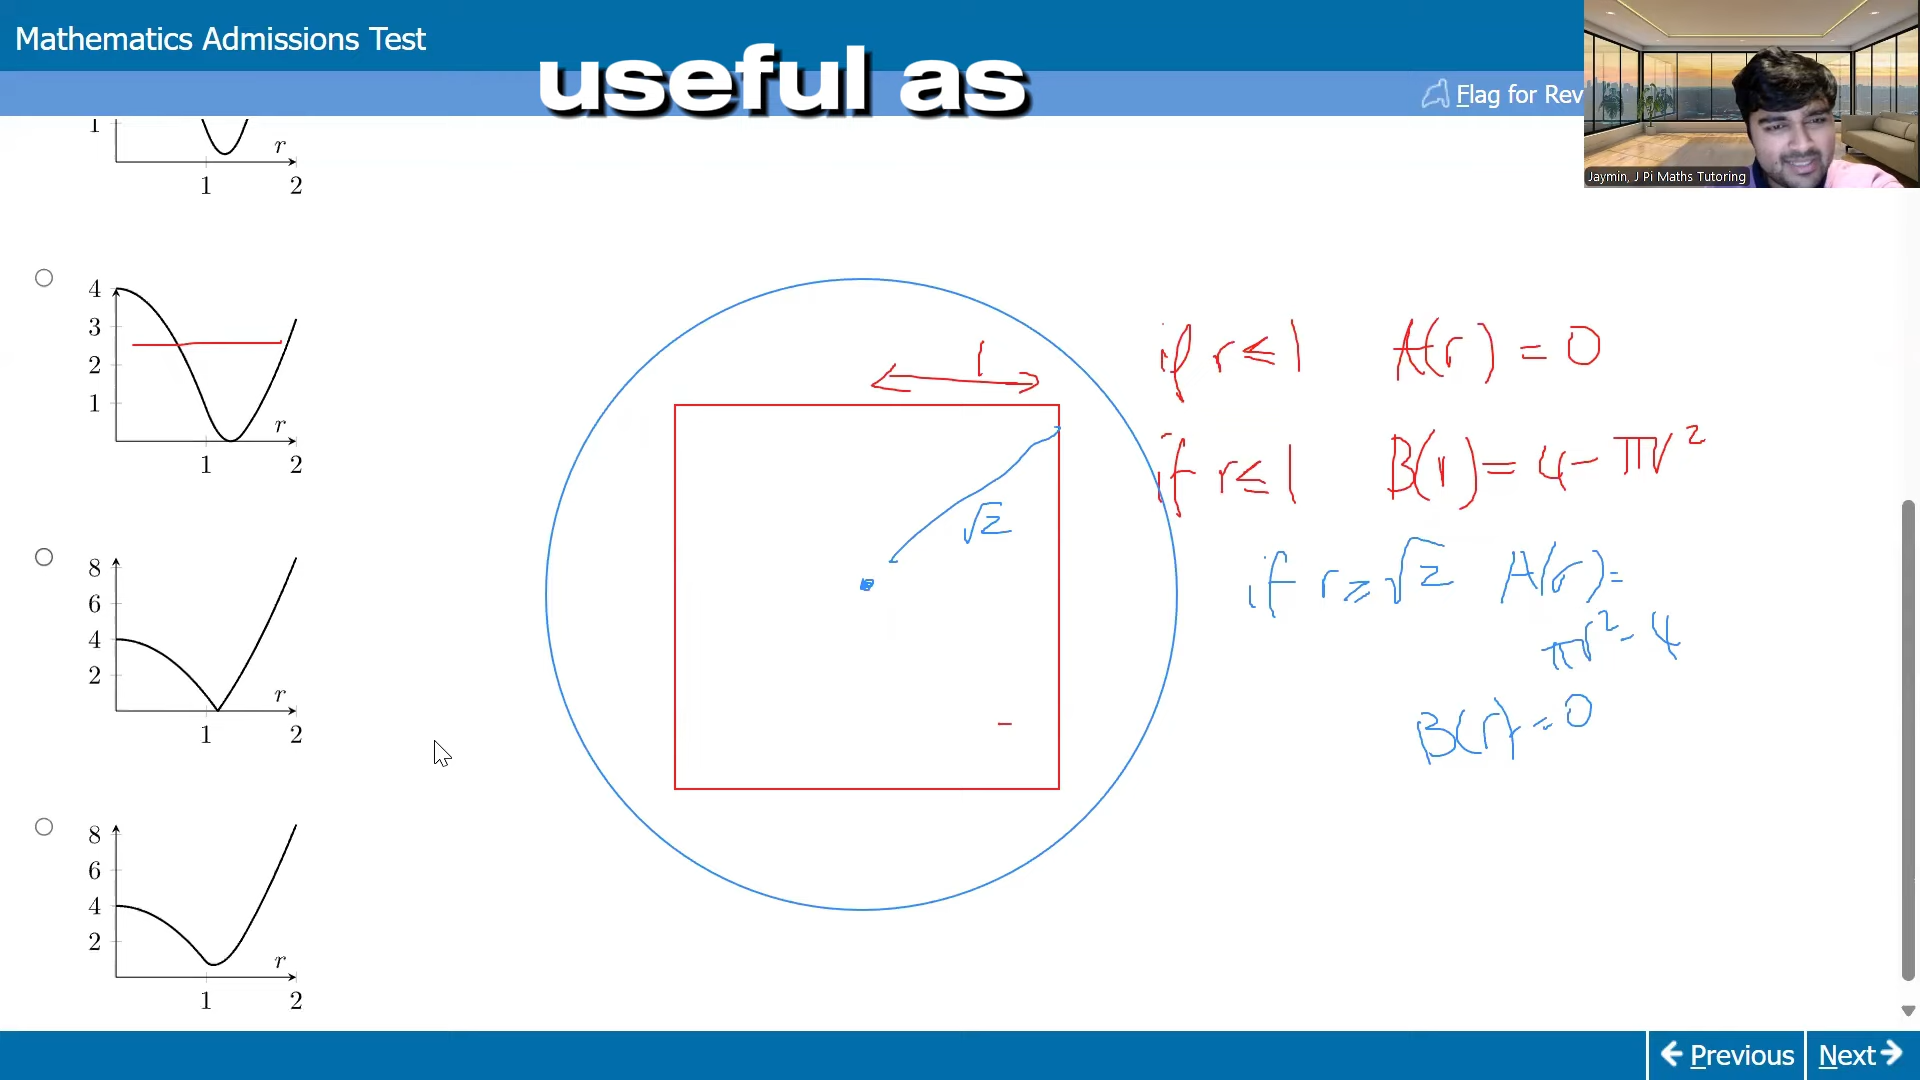 Mathematics Admissions Test
useful as
Flag for Rev
Jaymin, J Pi Maths Tutoring
1
r
1 2
4
3
2
1
r
1 2
8
6
4
2
r
1 2
8
6
4
2
r
1 2
1
√2
if r ≤ 1 A(r) = 0
if r ≤ 1 B(r) = 4 - πr²
if r ≥ √2 A(r) =
πr² - 4
B(r) = 0
Previous Next